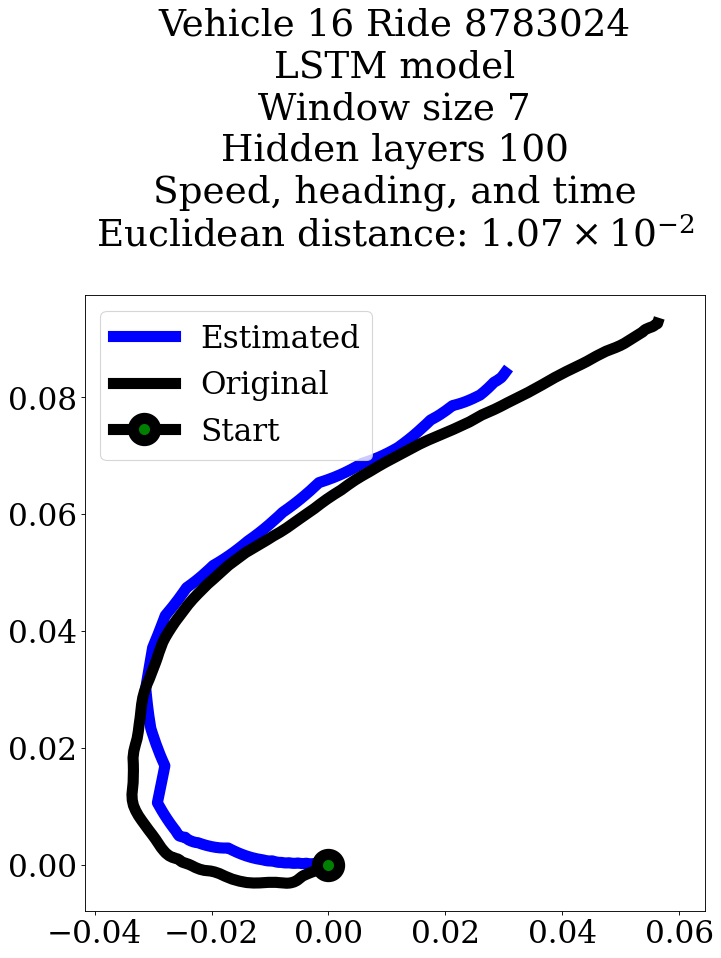 Vehicle 16 Ride 8783024
LSTM model
Window size 7
Hidden layers 100
Speed, heading, and time
Euclidean distance: 1.07 × 10⁻²
Estimated
Original
Start
0.08
0.06
0.04
0.02
0.00
−0.04 −0.02 0.00 0.02 0.04 0.06